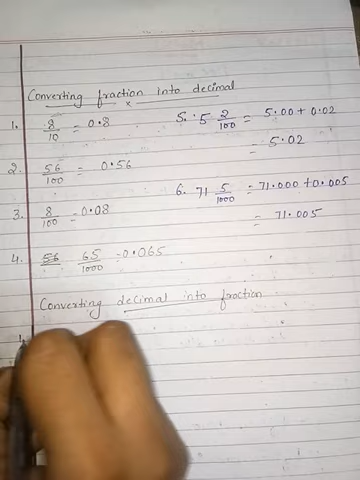 Converting fraction into decimal
1. 8/10 = 0.8
2. 56/100 = 0.56
3. 8/100 = 0.08
4. 65/1000 = 0.065
5. 5 2/100 = 5.00 + 0.02
= 5.02
6. 71 5/1000 = 71.000 + 0.005
= 71.005
Converting decimal into fraction